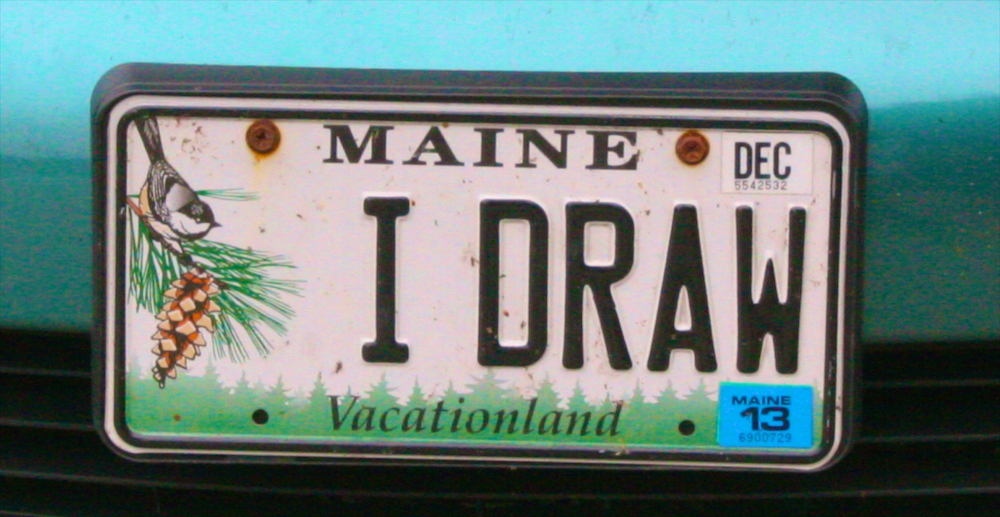 MAINE
DEC
5542532
I DRAW
Vacationland
MAINE
13
6900729